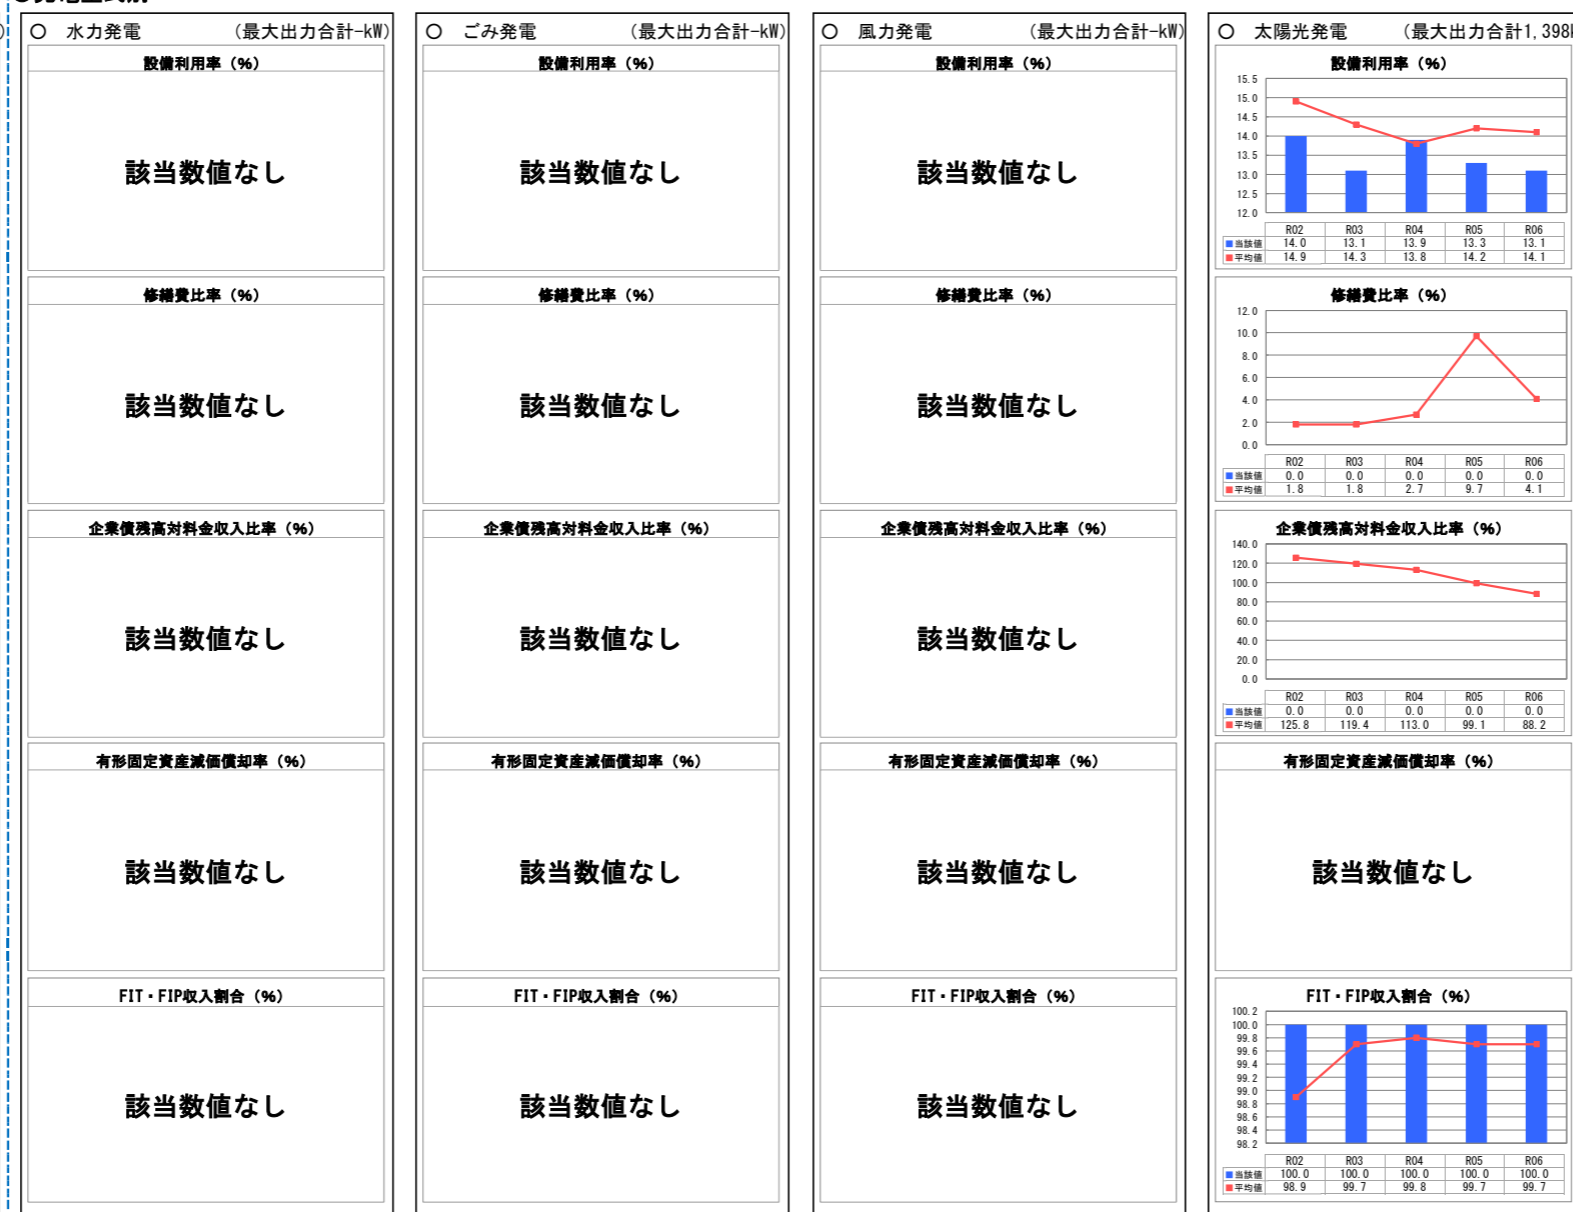 ○ 水力発電 (最大出力合計-kW)
設備利用率（%）
該当数値なし
修繕費比率（%）
該当数値なし
企業債残高対料金収入比率（%）
該当数値なし
有形固定資産減価償却率（%）
該当数値なし
FIT・FIP収入割合（%）
該当数値なし
○ ごみ発電 (最大出力合計-kW)
設備利用率（%）
該当数値なし
修繕費比率（%）
該当数値なし
企業債残高対料金収入比率（%）
該当数値なし
有形固定資産減価償却率（%）
該当数値なし
FIT・FIP収入割合（%）
該当数値なし
○ 風力発電 (最大出力合計-kW)
設備利用率（%）
該当数値なし
修繕費比率（%）
該当数値なし
企業債残高対料金収入比率（%）
該当数値なし
有形固定資産減価償却率（%）
該当数値なし
FIT・FIP収入割合（%）
該当数値なし
○ 太陽光発電 (最大出力合計1,398k
設備利用率（%）
15.5
15.0
14.5
14.0
13.5
13.0
12.5
12.0
R02 R03 R04 R05 R06
当該値 14.0 13.1 13.9 13.3 13.1
平均値 14.9 14.3 13.8 14.2 14.1
修繕費比率（%）
12.0
10.0
8.0
6.0
4.0
2.0
0.0
R02 R03 R04 R05 R06
当該値 0.0 0.0 0.0 0.0 0.0
平均値 1.8 1.8 2.7 9.7 4.1
企業債残高対料金収入比率（%）
140.0
120.0
100.0
80.0
60.0
40.0
20.0
0.0
R02 R03 R04 R05 R06
当該値 0.0 0.0 0.0 0.0 0.0
平均値 125.8 119.4 113.0 99.1 88.2
有形固定資産減価償却率（%）
該当数値なし
FIT・FIP収入割合（%）
100.2
100.0
99.8
99.6
99.4
99.2
99.0
98.8
98.6
98.4
98.2
R02 R03 R04 R05 R06
当該値 100.0 100.0 100.0 100.0 100.0
平均値 98.9 99.7 99.8 99.7 99.7